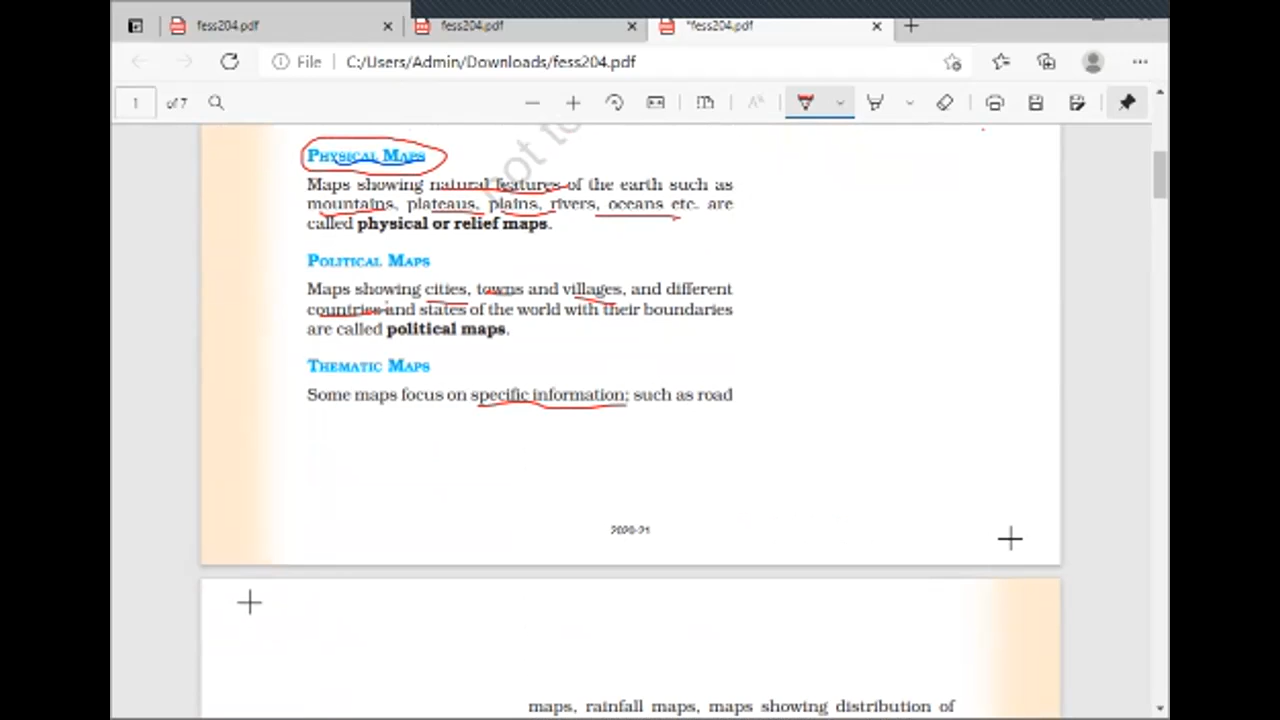 fess204.pdf
fess204.pdf
*fess204.pdf
File
C:/Users/Admin/Downloads/fess204.pdf
1 of 7
not to
PHYSICAL MAPS
Maps showing natural features of the earth such as
mountains, plateaus, plains, rivers, oceans etc. are
called physical or relief maps.
POLITICAL MAPS
Maps showing cities, towns and villages, and different
countries and states of the world with their boundaries
are called political maps.
THEMATIC MAPS
Some maps focus on specific information; such as road
2020-21
maps, rainfall maps, maps showing distribution of